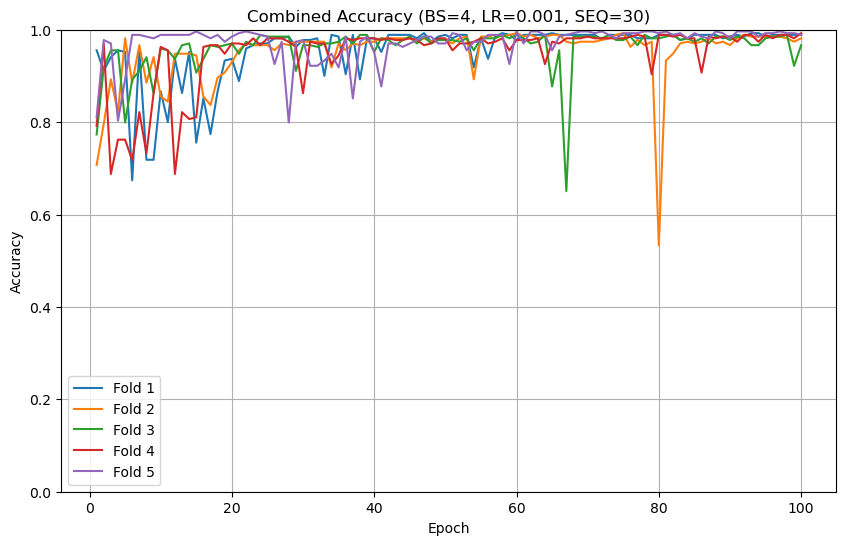 Combined Accuracy (BS=4, LR=0.001, SEQ=30)
1.0
0.8
0.6
0.4
0.2
0.0
Accuracy
Fold 1
Fold 2
Fold 3
Fold 4
Fold 5
0 20 40 60 80 100
Epoch